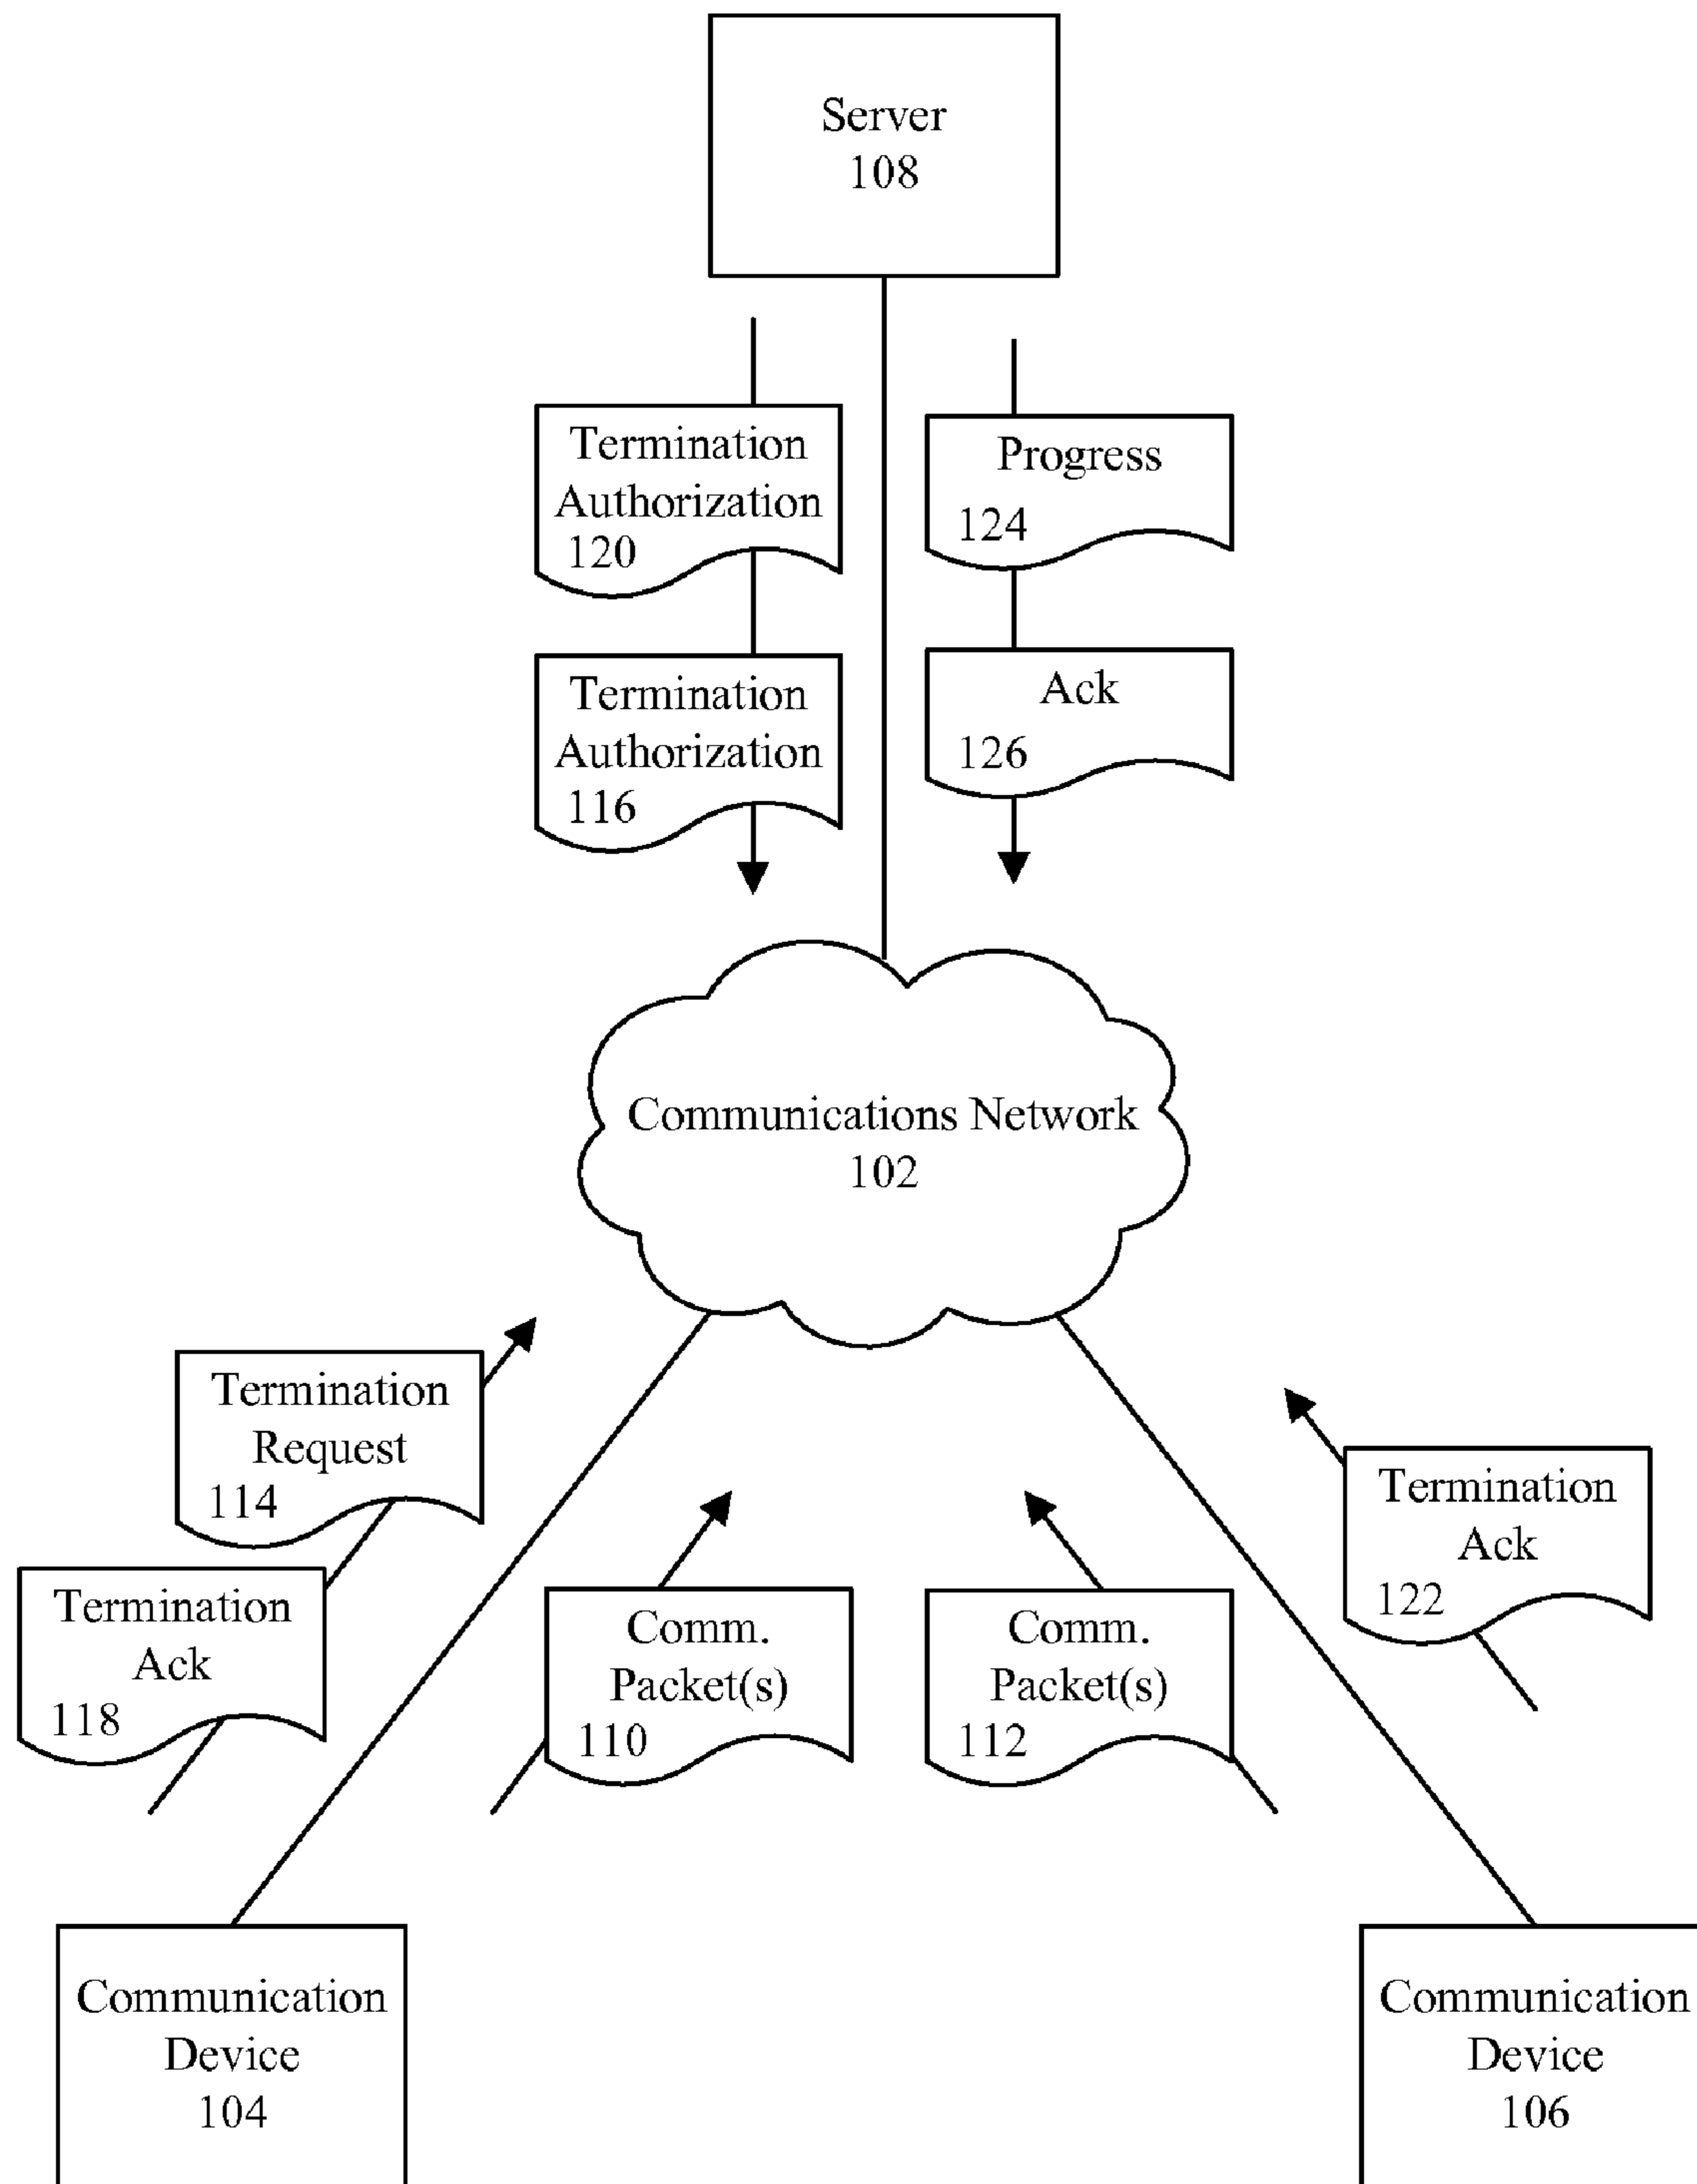 Server
108
Termination
Authorization
120
Progress
124
Termination
Authorization
116
Ack
126
Communications Network
102
Termination
Request
114
Termination
Ack
122
Termination
Ack
118
Comm.
Packet(s)
110
Comm.
Packet(s)
112
Communication
Device
104
Communication
Device
106